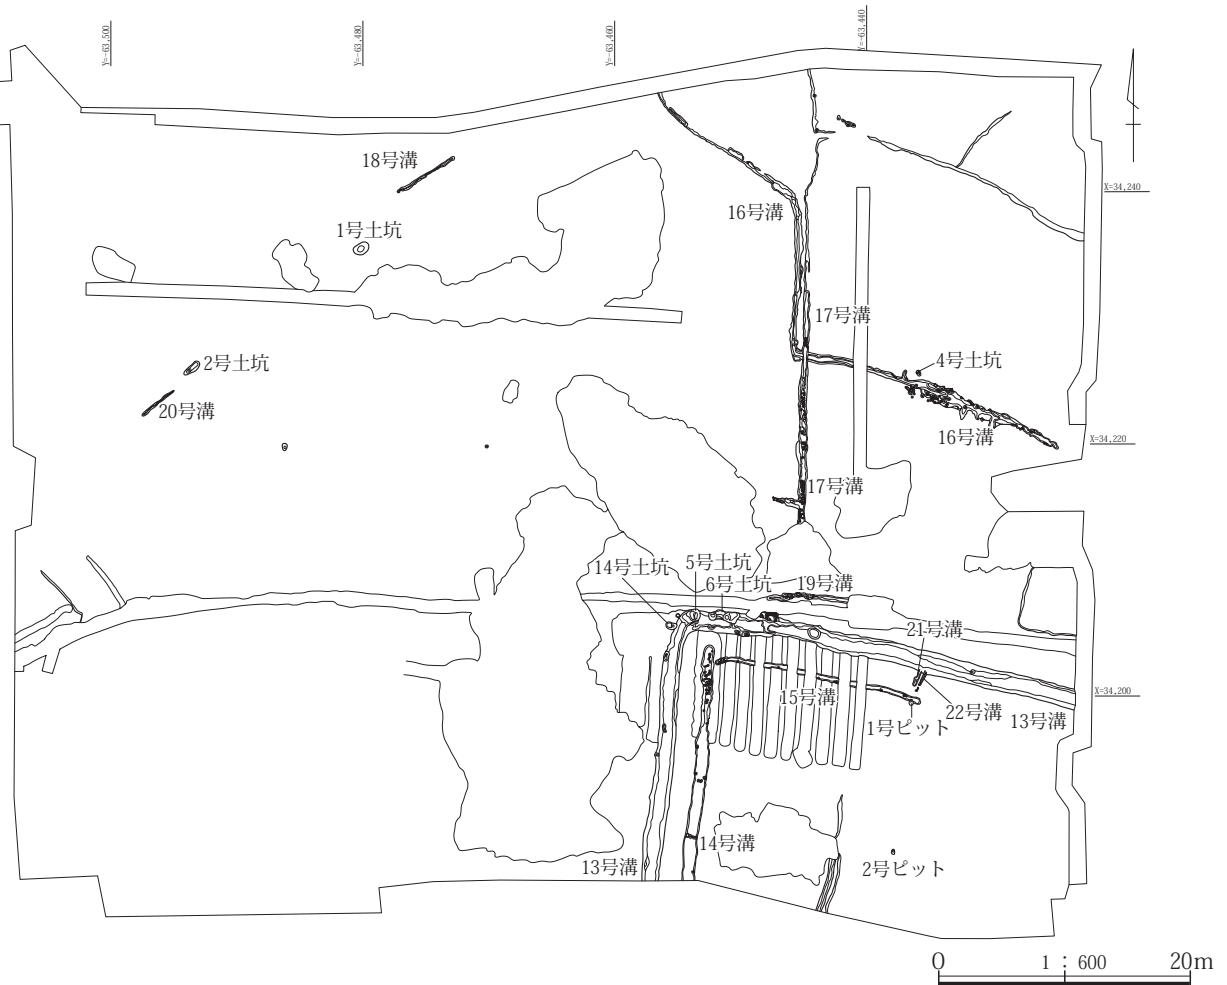 Y=-63,500
Y=-63,480
Y=-63,460
Y=-63,440
18号溝
X=34,240
16号溝
1号土坑
17号溝
2号土坑
4号土坑
20号溝
16号溝
X=34,220
17号溝
5号土坑
14号土坑
6号土坑
19号溝
21号溝
15号溝
X=34,200
22号溝
13号溝
1号ピット
14号溝
13号溝
2号ピット
0 1 : 600 20m